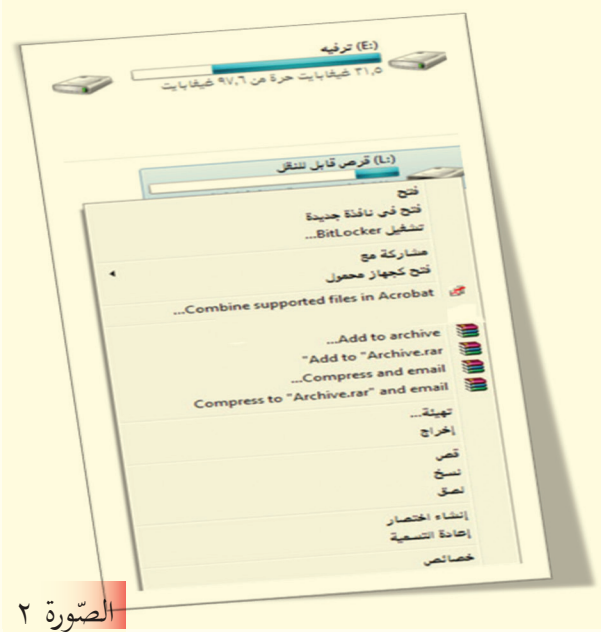 (E:) ترفيه
٣١,٥ غيغابايت حرة من ٩٧,٦ غيغابايت
(L:) قرص قابل للنقل
فتح
فتح في نافذة جديدة
تشغيل BitLocker...
مشاركة مع
فتح كجهاز محمول
...Combine supported files in Acrobat
...Add to archive
"Add to "Archive.rar
...Compress and email
Compress to "Archive.rar" and email
تهيئة...
إخراج
قص
نسخ
لصق
إنشاء اختصار
إعادة التسمية
خصائص
الصّورة ٢